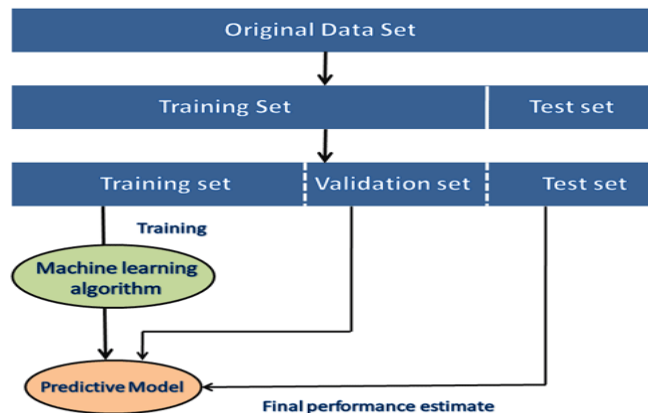 Original Data Set
Training Set
Test set
Training set
Validation set
Test set
Training
Machine learning
algorithm
Predictive Model
Final performance estimate